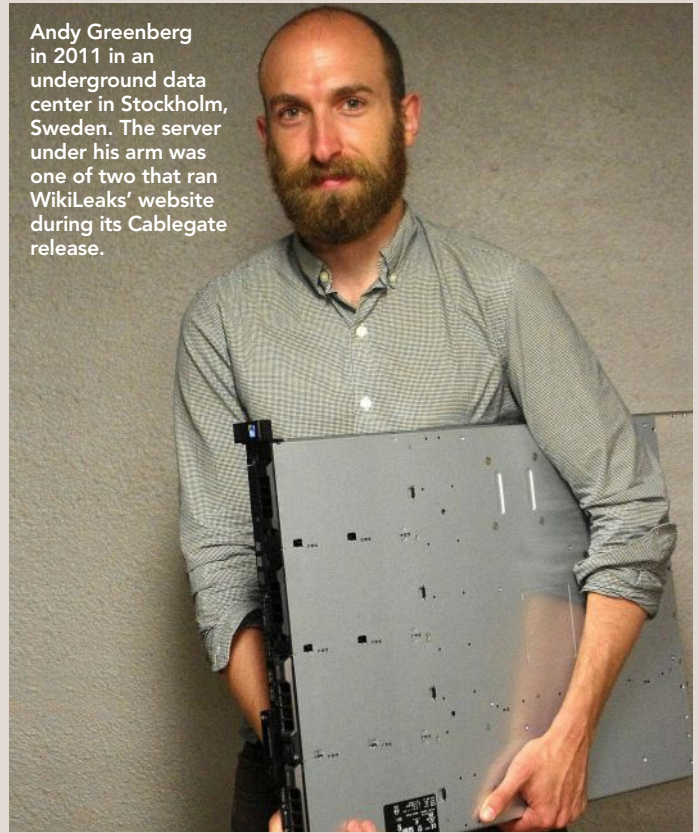 Andy Greenberg
in 2011 in an
underground data
center in Stockholm,
Sweden. The server
under his arm was
one of two that ran
WikiLeaks’ website
during its Cablegate
release.